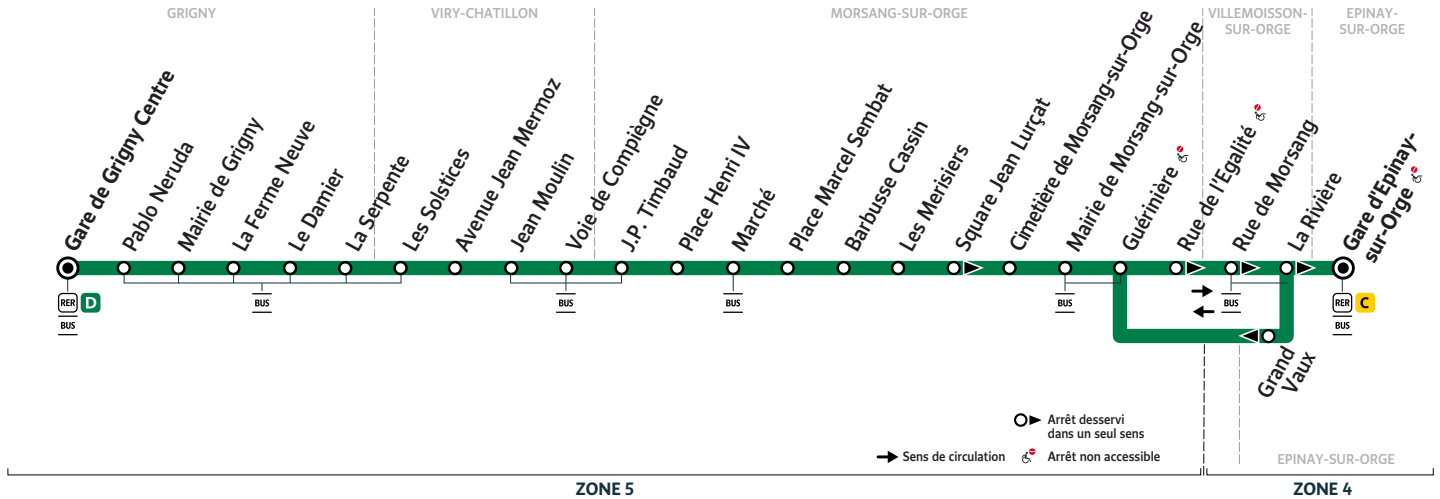 GRIGNY
VIRY-CHATILLON
MORSANG-SUR-ORGE
VILLEMOISSON-
SUR-ORGE
EPINAY-
SUR-ORGE
Gare de Grigny Centre
Pablo Neruda
Mairie de Grigny
La Ferme Neuve
Le Damier
La Serpente
Les Solstices
Avenue Jean Mermoz
Jean Moulin
Voie de Compiègne
J.P. Timbaud
Place Henri IV
Marché
Place Marcel Sembat
Barbusse Cassin
Les Merisiers
Square Jean Lurçat
Cimetière de Morsang-sur-Orge
Mairie de Morsang-sur-Orge
Guérinière
Rue de l'Egalité
Rue de Morsang
La Rivière
Gare d'Epinay-
sur-Orge
RER D
BUS
BUS
BUS
BUS
BUS
BUS
RER C
BUS
Grand
Vaux
Arrêt desservi
dans un seul sens
Sens de circulation
Arrêt non accessible
EPINAY-SUR-ORGE
ZONE 5
ZONE 4